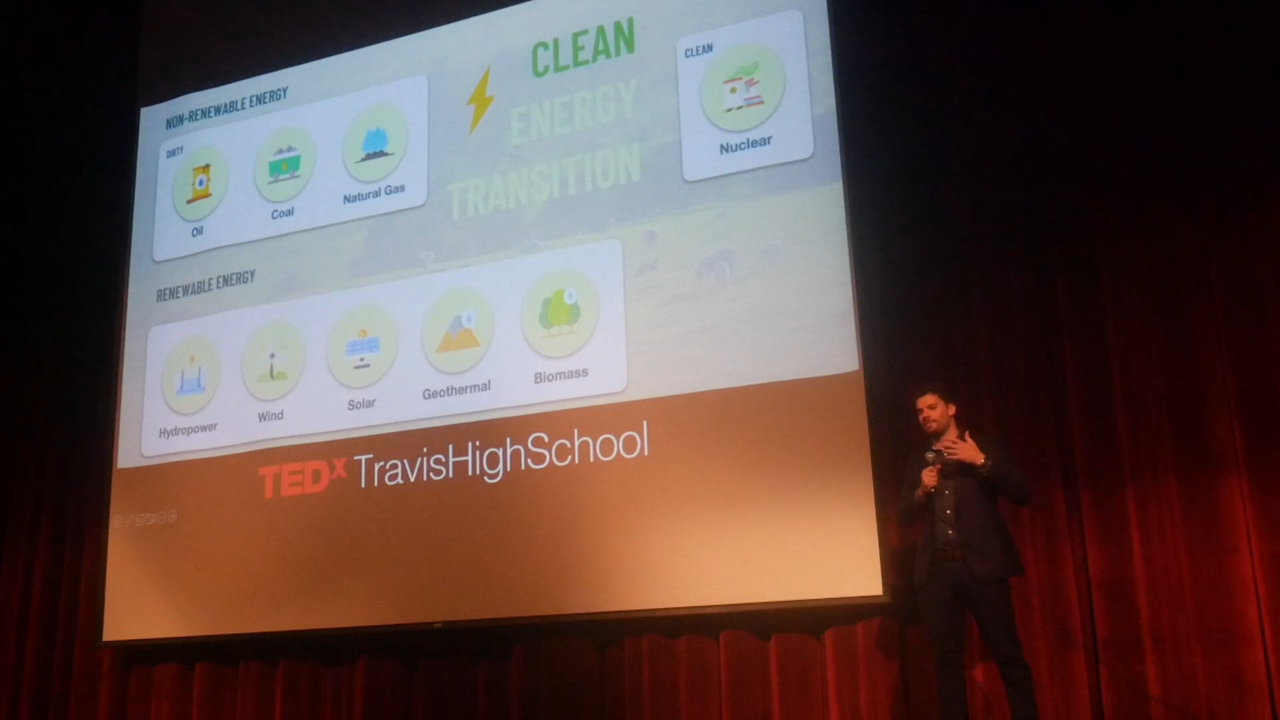 NON-RENEWABLE ENERGY
DIRTY
Oil
Coal
Natural Gas
CLEAN
ENERGY
TRANSITION
CLEAN
Nuclear
RENEWABLE ENERGY
Hydropower
Wind
Solar
Geothermal
Biomass
TEDx TravisHighSchool